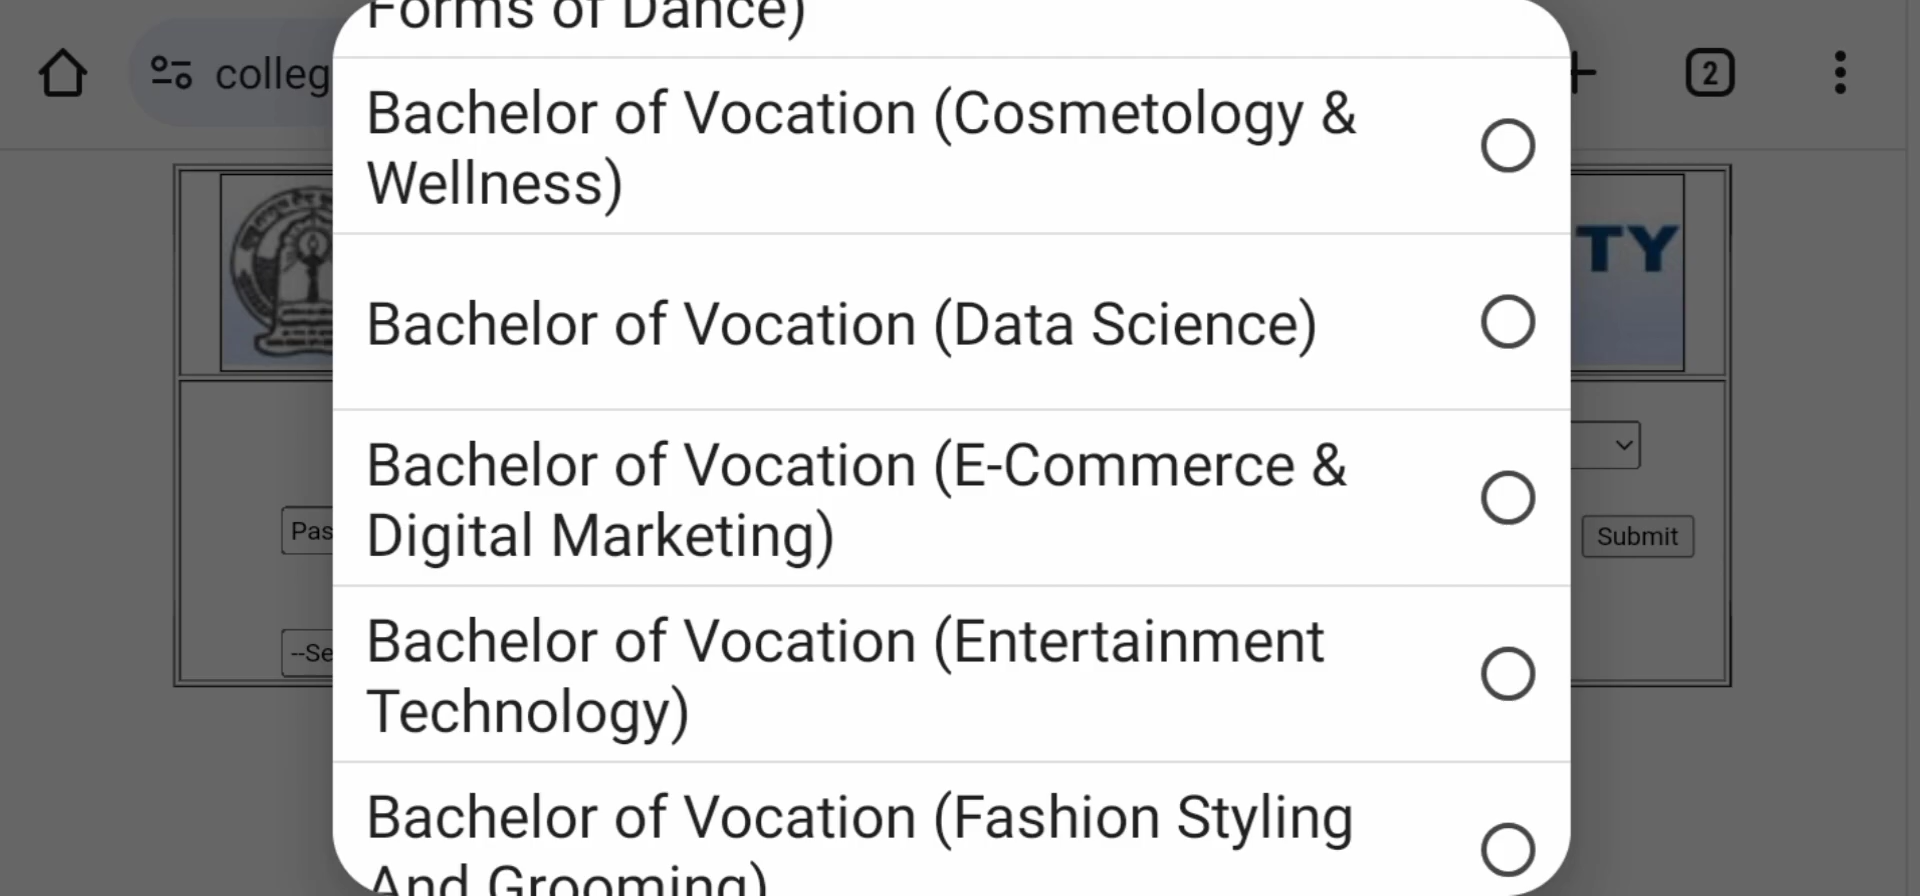 Forms of Dance)
colleg
2
Bachelor of Vocation (Cosmetology &
Wellness)
TY
Bachelor of Vocation (Data Science)
Bachelor of Vocation (E-Commerce &
Digital Marketing)
Pas
Submit
Bachelor of Vocation (Entertainment
Technology)
--Se
Bachelor of Vocation (Fashion Styling
And Grooming)